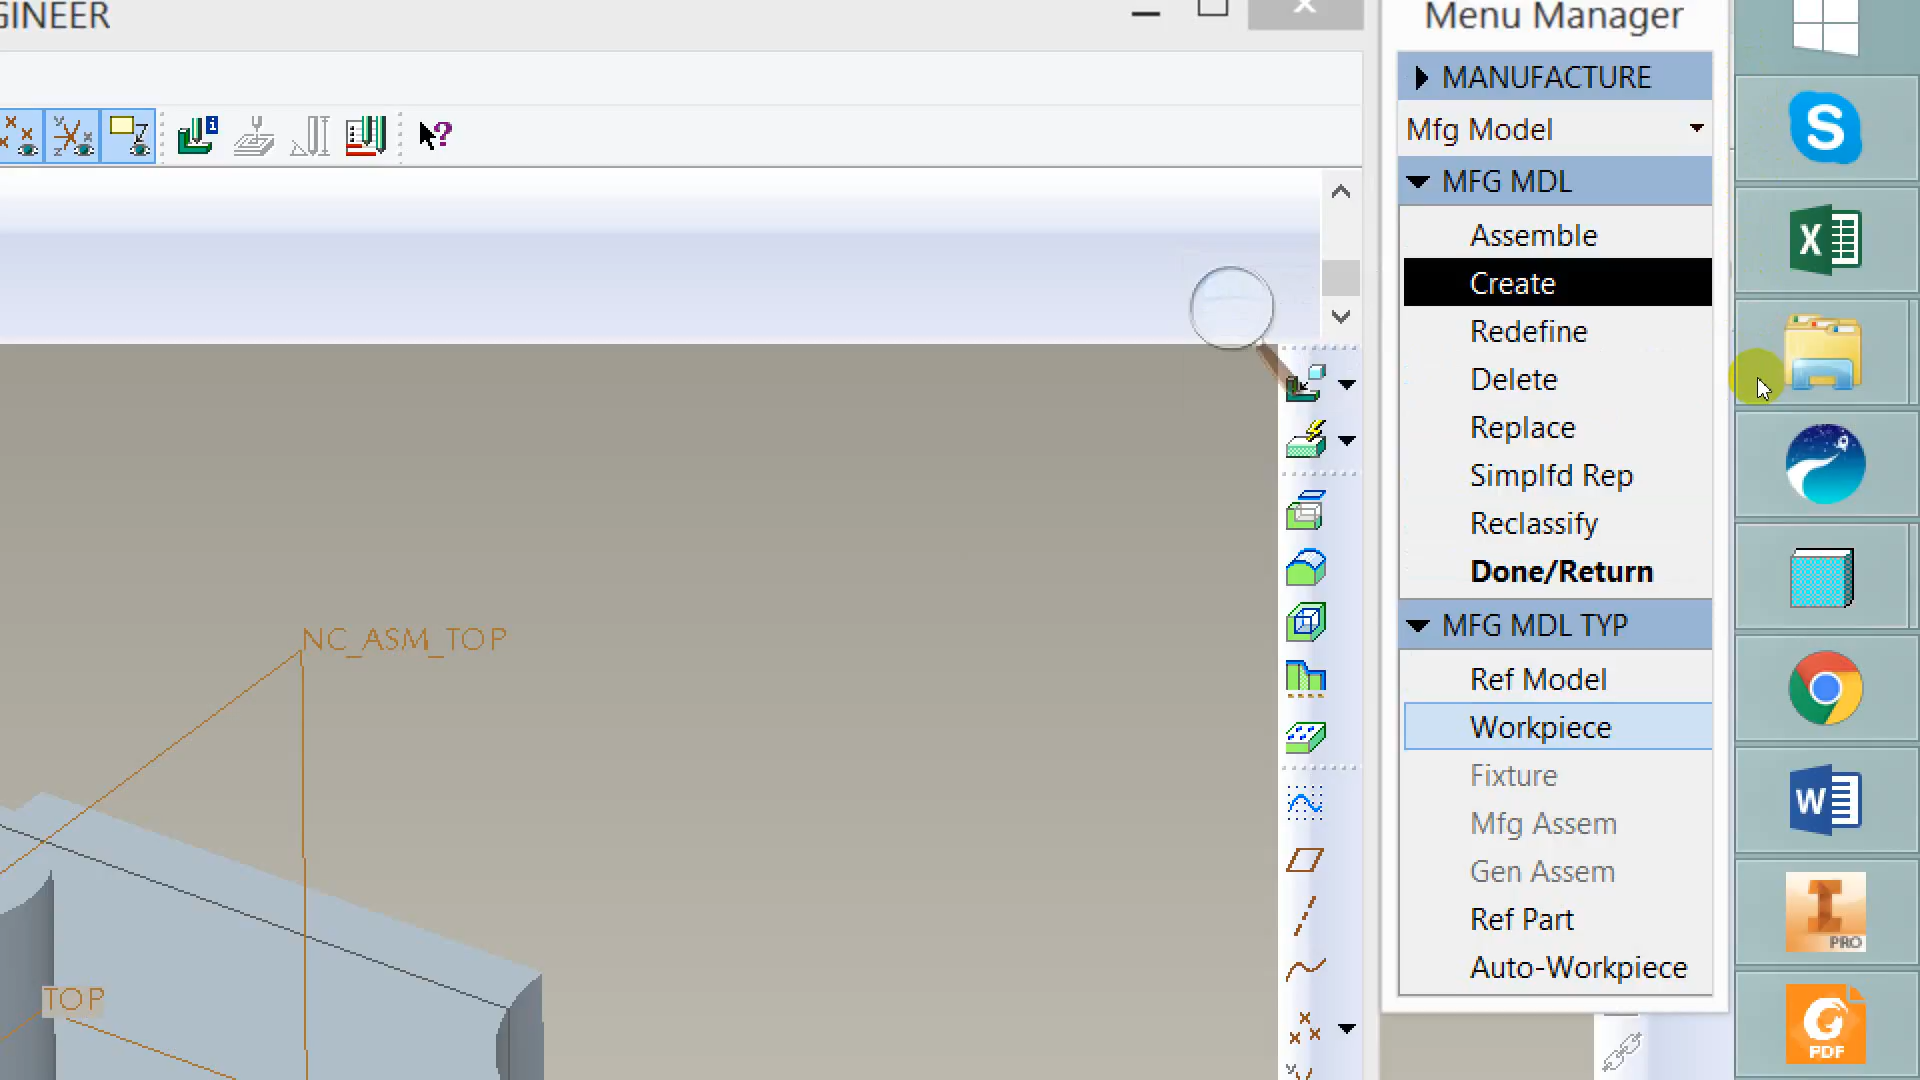 GINEER
Menu Manager
MANUFACTURE
Mfg Model
MFG MDL
Assemble
Create
Redefine
Delete
Replace
Simplfd Rep
Reclassify
Done/Return
MFG MDL TYP
Ref Model
Workpiece
Fixture
Mfg Assem
Gen Assem
Ref Part
Auto-Workpiece
NC_ASM_TOP
TOP
S
X
W
PRO
PDF